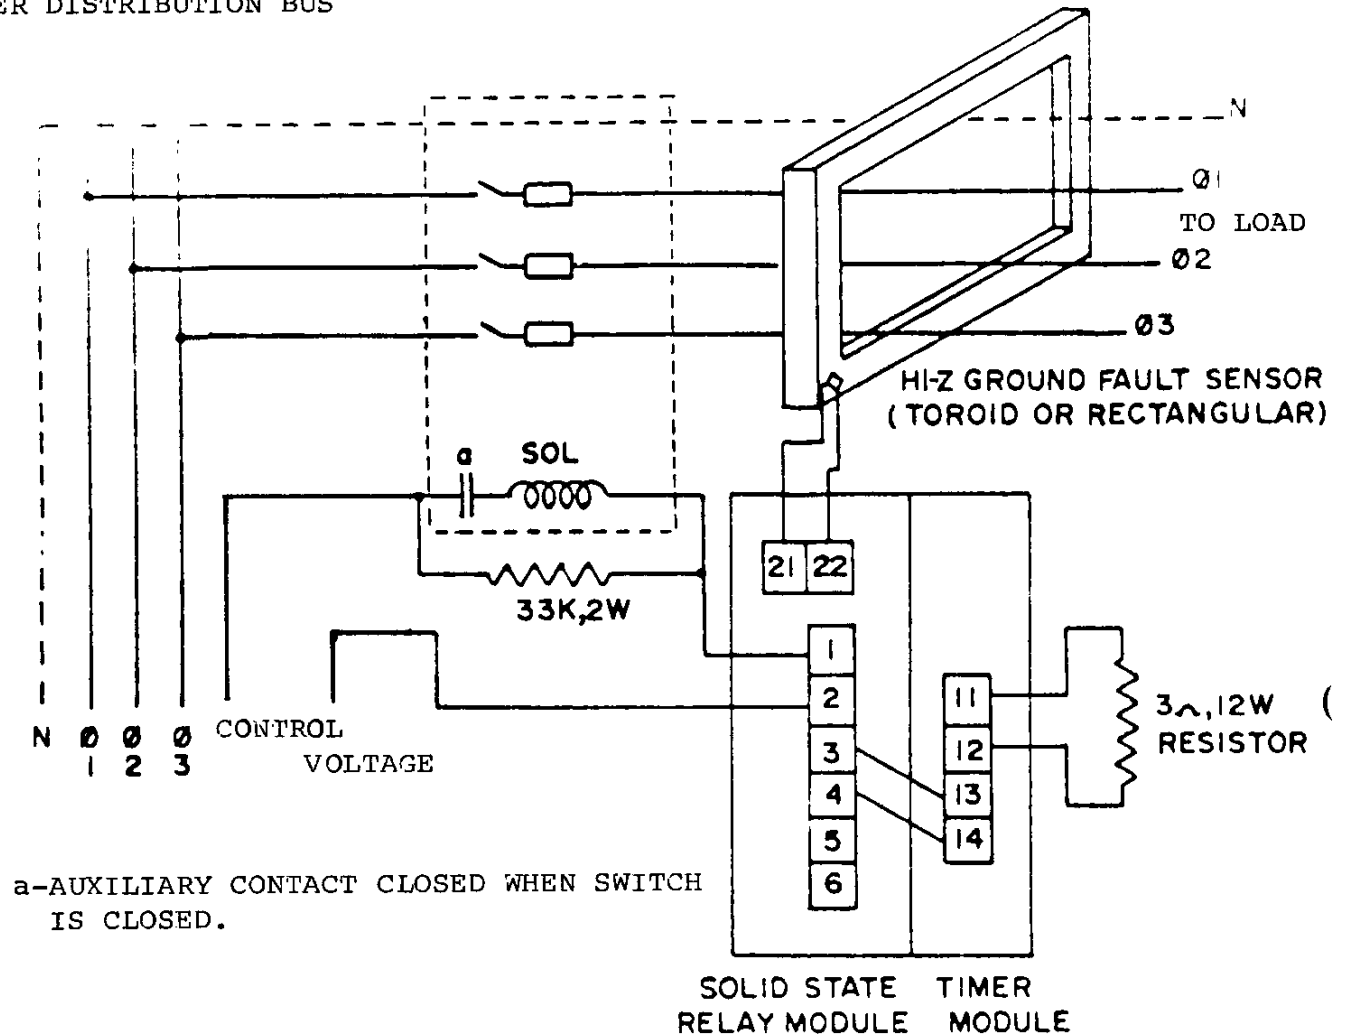 ER DISTRIBUTION BUS
N
Ø1
TO LOAD
Ø2
Ø3
HI-Z GROUND FAULT SENSOR
(TOROID OR RECTANGULAR)
a
SOL
33K,2W
21 22
1
2
3
4
5
6
11
12
13
14
3Ω,12W (
RESISTOR
N Ø Ø Ø
1 2 3
CONTROL
VOLTAGE
a-AUXILIARY CONTACT CLOSED WHEN SWITCH
IS CLOSED.
SOLID STATE
RELAY MODULE
TIMER
MODULE